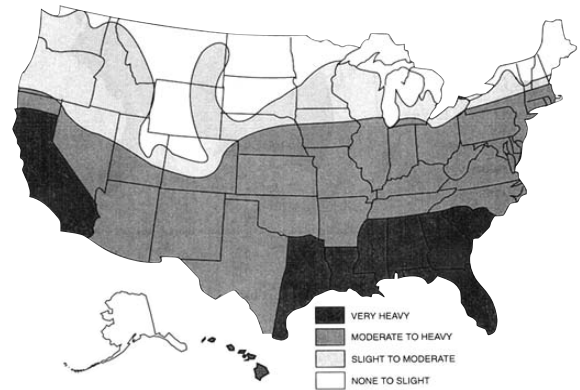 VERY HEAVY
MODERATE TO HEAVY
SLIGHT TO MODERATE
NONE TO SLIGHT